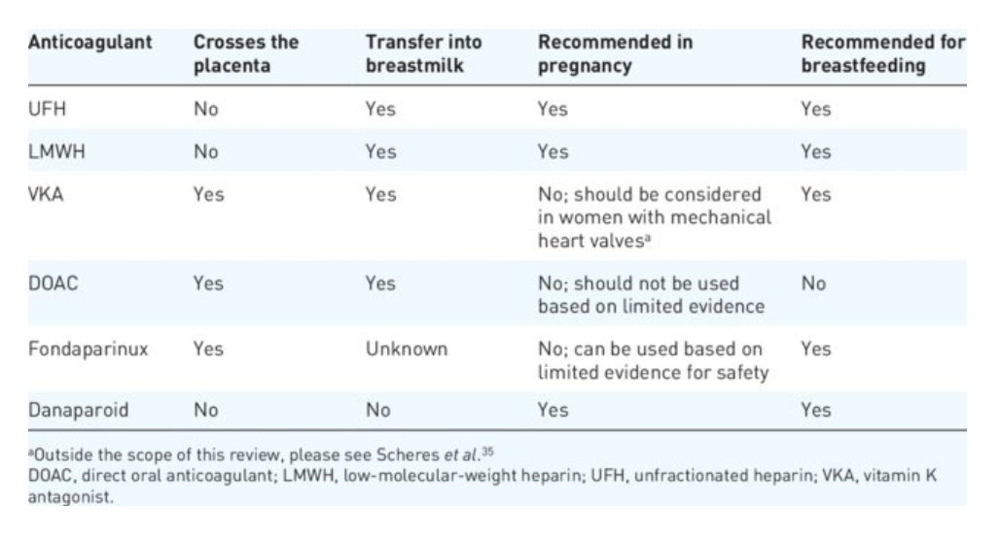 Anticoagulant Crosses the placenta Transfer into breastmilk Recommended in pregnancy Recommended for breastfeeding
UFH No Yes Yes Yes
LMWH No Yes Yes Yes
VKA Yes Yes No; should be considered in women with mechanical heart valvesᵃ Yes
DOAC Yes Yes No; should not be used based on limited evidence No
Fondaparinux Yes Unknown No; can be used based on limited evidence for safety Yes
Danaparoid No No Yes Yes
ᵃOutside the scope of this review, please see Scheres et al.³⁵
DOAC, direct oral anticoagulant; LMWH, low-molecular-weight heparin; UFH, unfractionated heparin; VKA, vitamin K
antagonist.